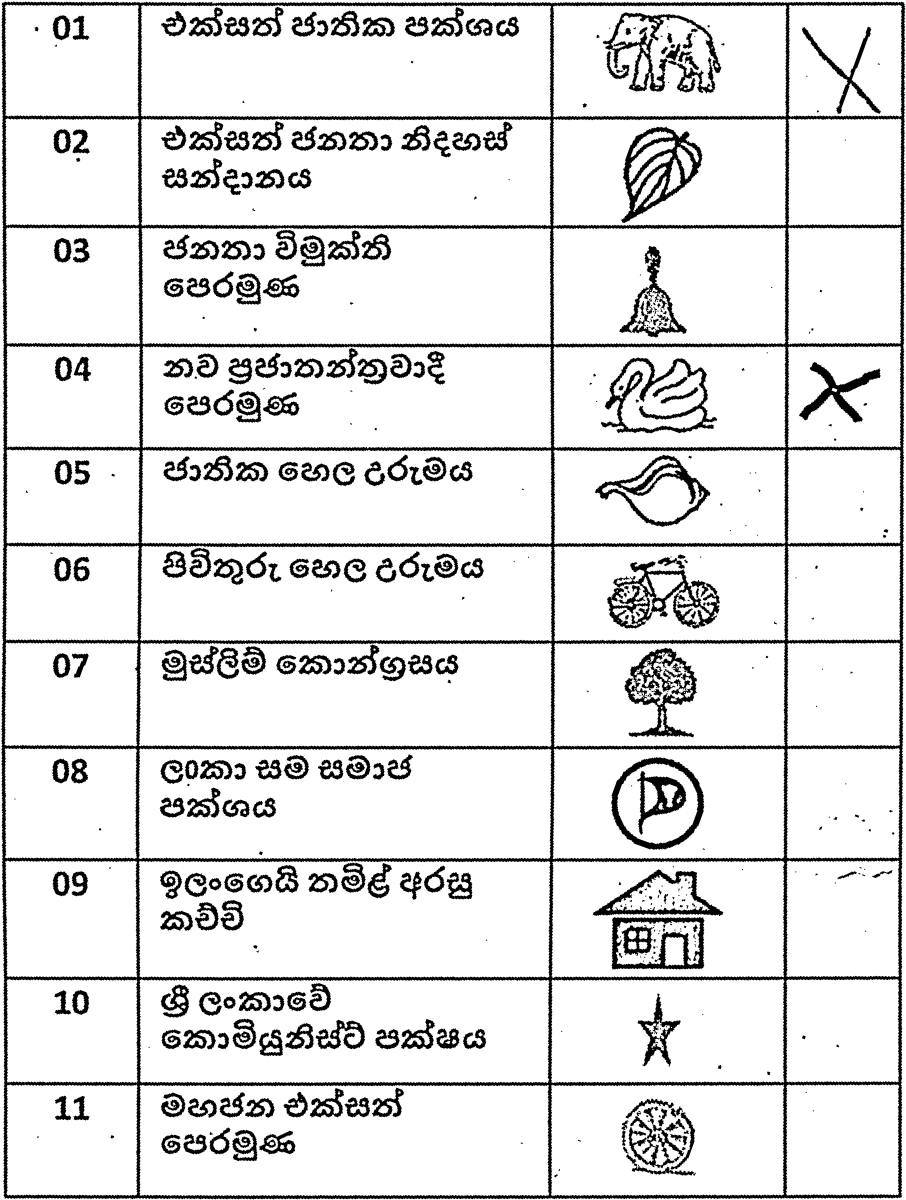 01 එක්සත් ජාතික පක්ශය
02 එක්සත් ජනතා නිදහස්
සන්දානය
03 ජනතා විමුක්ති
පෙරමුණ
04 නව ප්‍රජාතන්ත්‍රවාදී
පෙරමුණ
05 ජාතික හෙල උරුමය
06 පිවිතුරු හෙල උරුමය
07 මුස්ලිම් කොන්ග්‍රසය
08 ල0කා සම සමාජ
පක්ශය
09 ඉලංගෙයි තමිළ් අරසු
කච්චි
10 ශ්‍රී ලංකාවේ
කොමියුනිස්ට් පක්ෂය
11 මහජන එක්සත්
පෙරමුණ